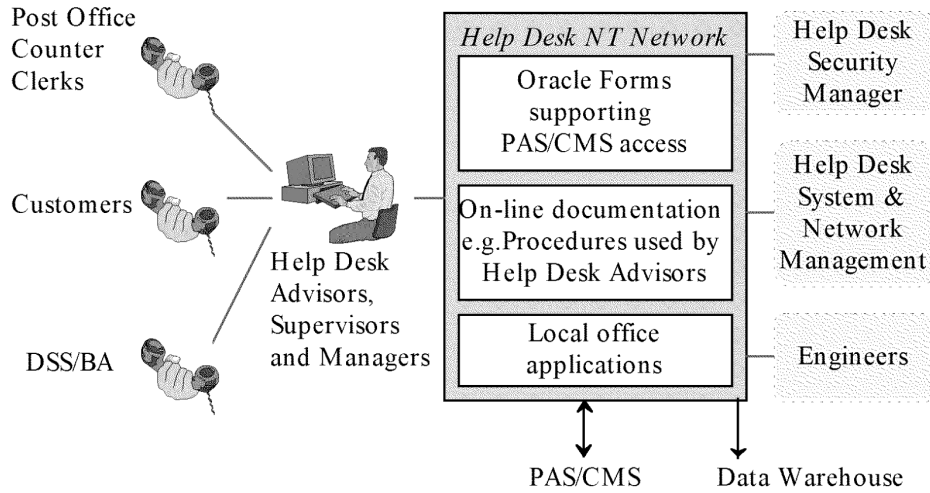 Post Office
Counter
Clerks
Customers
DSS/BA
Help Desk
Advisors,
Supervisors
and Managers
Help Desk NT Network
Oracle Forms
supporting
PAS/CMS access
On-line documentation
e.g.Procedures used by
Help Desk Advisors
Local office
applications
PAS/CMS
Data Warehouse
Help Desk
Security
Manager
Help Desk
System &
Network
Management
Engineers